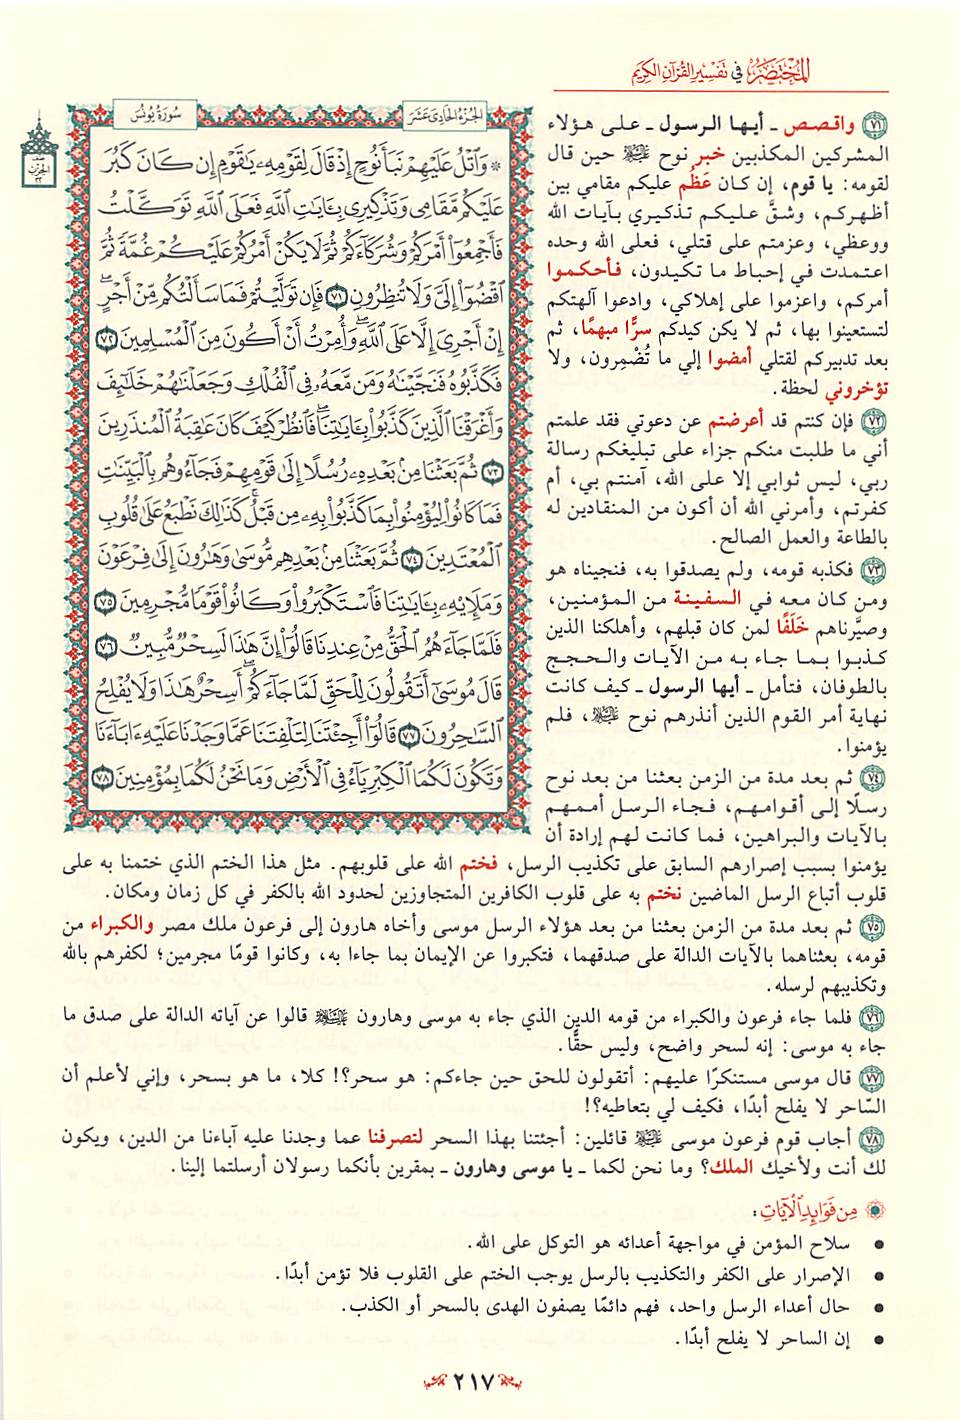 المختصر في تفسير القرآن الكريم
الجزء الحادي عشر
سورة يونس
۞ وَٱتۡلُ عَلَيۡهِمۡ نَبَأَ نُوحٍ إِذۡ قَالَ لِقَوۡمِهِۦ يَٰقَوۡمِ إِن كَانَ كَبُرَ
عَلَيۡكُم مَّقَامِي وَتَذۡكِيرِي بِـَٔايَٰتِ ٱللَّهِ فَعَلَى ٱللَّهِ تَوَكَّلۡتُ
فَأَجۡمِعُوٓاْ أَمۡرَكُمۡ وَشُرَكَآءَكُمۡ ثُمَّ لَا يَكُنۡ أَمۡرُكُمۡ عَلَيۡكُمۡ غُمَّةٗ ثُمَّ
ٱقۡضُوٓاْ إِلَيَّ وَلَا تُنظِرُونِ ٧١ فَإِن تَوَلَّيۡتُمۡ فَمَا سَأَلۡتُكُم مِّنۡ أَجۡرٍۖ
إِنۡ أَجۡرِيَ إِلَّا عَلَى ٱللَّهِۖ وَأُمِرۡتُ أَنۡ أَكُونَ مِنَ ٱلۡمُسۡلِمِينَ ٧٢
فَكَذَّبُوهُ فَنَجَّيۡنَٰهُ وَمَن مَّعَهُۥ فِي ٱلۡفُلۡكِ وَجَعَلۡنَٰهُمۡ خَلَٰٓئِفَ
وَأَغۡرَقۡنَا ٱلَّذِينَ كَذَّبُواْ بِـَٔايَٰتِنَاۖ فَٱنظُرۡ كَيۡفَ كَانَ عَٰقِبَةُ ٱلۡمُنذَرِينَ
٧٣ ثُمَّ بَعَثۡنَا مِنۢ بَعۡدِهِۦ رُسُلًا إِلَىٰ قَوۡمِهِمۡ فَجَآءُوهُم بِٱلۡبَيِّنَٰتِ
فَمَا كَانُواْ لِيُؤۡمِنُواْ بِمَا كَذَّبُواْ بِهِۦ مِن قَبۡلُۚ كَذَٰلِكَ نَطۡبَعُ عَلَىٰ قُلُوبِ
ٱلۡمُعۡتَدِينَ ٧٤ ثُمَّ بَعَثۡنَا مِنۢ بَعۡدِهِم مُّوسَىٰ وَهَٰرُونَ إِلَىٰ فِرۡعَوۡنَ
وَمَلَإِيْهِۦ بِـَٔايَٰتِنَا فَٱسۡتَكۡبَرُواْ وَكَانُواْ قَوۡمٗا مُّجۡرِمِينَ ٧٥
فَلَمَّا جَآءَهُمُ ٱلۡحَقُّ مِنۡ عِندِنَا قَالُوٓاْ إِنَّ هَٰذَا لَسِحۡرٞ مُّبِينٞ ٧٦
قَالَ مُوسَىٰٓ أَتَقُولُونَ لِلۡحَقِّ لَمَّا جَآءَكُمۡۖ أَسِحۡرٌ هَٰذَا وَلَا يُفۡلِحُ
ٱلسَّٰحِرُونَ ٧٧ قَالُوٓاْ أَجِئۡتَنَا لِتَلۡفِتَنَا عَمَّا وَجَدۡنَا عَلَيۡهِ ءَابَآءَنَا
وَتَكُونَ لَكُمَا ٱلۡكِبۡرِيَآءُ فِي ٱلۡأَرۡضِ وَمَا نَحۡنُ لَكُمَا بِمُؤۡمِنِينَ ٧٨
٧١ واقصص ـ أيها الرسول ـ على هؤلاء
المشركين المكذبين خبر نوح ﵇ حين قال
لقومه: يا قوم، إن كان عَظُم عليكم مقامي بين
أظهركم، وشقَّ عليكم تذكيري بآيات الله
ووعظي، وعزمتم على قتلي، فعلى الله وحده
اعتمدت في إحباط ما تكيدون، فأحكموا
أمركم، واعزموا على إهلاكي، وادعوا آلهتكم
لتستعينوا بها، ثم لا يكن كيدكم سرًّا مبهمًا، ثم
بعد تدبيركم لقتلي أمضوا إلي ما تُضْمِرون، ولا
تؤخروني لحظة.
٧٢ فإن كنتم قد أعرضتم عن دعوتي فقد علمتم
أني ما طلبت منكم جزاء على تبليغكم رسالة
ربي، ليس ثوابي إلا على الله، آمنتم بي، أم
كفرتم، وأمرني الله أن أكون من المنقادين له
بالطاعة والعمل الصالح.
٧٣ فكذبه قومه، ولم يصدقوا به، فنجيناه هو
ومن كان معه في السفينة من المؤمنين،
وصيَّرناهم خَلَفًا لمن كان قبلهم، وأهلكنا الذين
كذبوا بما جاء به من الآيات والحجج
بالطوفان، فتأمل ـ أيها الرسول ـ كيف كانت
نهاية أمر القوم الذين أنذرهم نوح ﵇، فلم
يؤمنوا.
٧٤ ثم بعد مدة من الزمن بعثنا من بعد نوح
رسلًا إلى أقوامهم، فجاء الرسل أممهم
بالآيات والبراهين، فما كانت لهم إرادة أن
يؤمنوا بسبب إصرارهم السابق على تكذيب الرسل، فختم الله على قلوبهم. مثل هذا الختم الذي ختمنا به على
قلوب أتباع الرسل الماضين نختم به على قلوب الكافرين المتجاوزين لحدود الله بالكفر في كل زمان ومكان.
٧٥ ثم بعد مدة من الزمن بعثنا من بعد هؤلاء الرسل موسى وأخاه هارون إلى فرعون ملك مصر والكبراء من
قومه، بعثناهما بالآيات الدالة على صدقهما، فتكبروا عن الإيمان بما جاءا به، وكانوا قومًا مجرمين؛ لكفرهم بالله
وتكذيبهم لرسله.
٧٦ فلما جاء فرعون والكبراء من قومه الدين الذي جاء به موسى وهارون ﵉ قالوا عن آياته الدالة على صدق ما
جاء به موسى: إنه لسحر واضح، وليس حقًّا.
٧٧ قال موسى مستنكرًا عليهم: أتقولون للحق حين جاءكم: هو سحر؟! كلا، ما هو بسحر، وإني لأعلم أن
السَّاحر لا يفلح أبدًا، فكيف لي بتعاطيه؟!
٧٨ أجاب قوم فرعون موسى ﵇ قائلين: أجئتنا بهذا السحر لتصرفنا عما وجدنا عليه آباءنا من الدين، ويكون
لك أنت ولأخيك الملك؟ وما نحن لكما ـ يا موسى وهارون ـ بمقرين بأنكما رسولان أرسلتما إلينا.
من فوائد الآيات:
• سلاح المؤمن في مواجهة أعدائه هو التوكل على الله.
• الإصرار على الكفر والتكذيب بالرسل يوجب الختم على القلوب فلا تؤمن أبدًا.
• حال أعداء الرسل واحد، فهم دائمًا يصفون الهدى بالسحر أو الكذب.
• إن الساحر لا يفلح أبدًا.
٢١٧